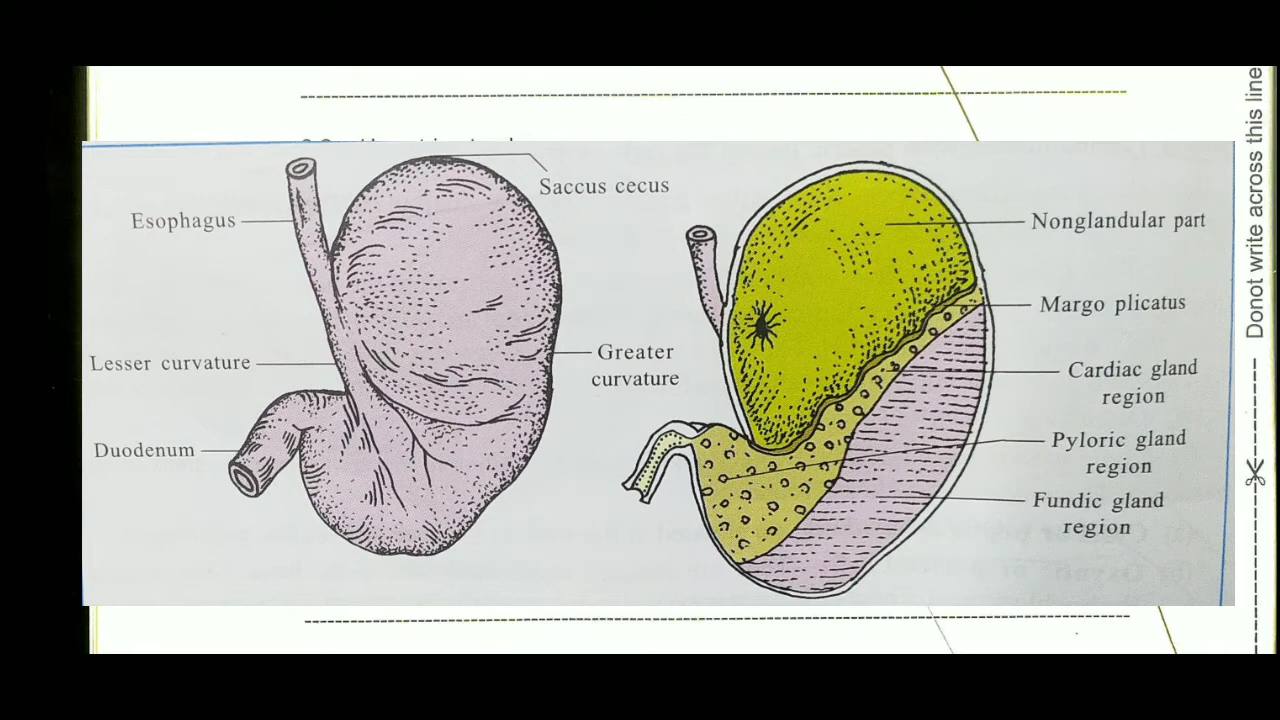 Saccus cecus
Esophagus
Lesser curvature
Greater
curvature
Duodenum
Nonglandular part
Margo plicatus
Cardiac gland
region
Pyloric gland
region
Fundic gland
region
Donot write across this line